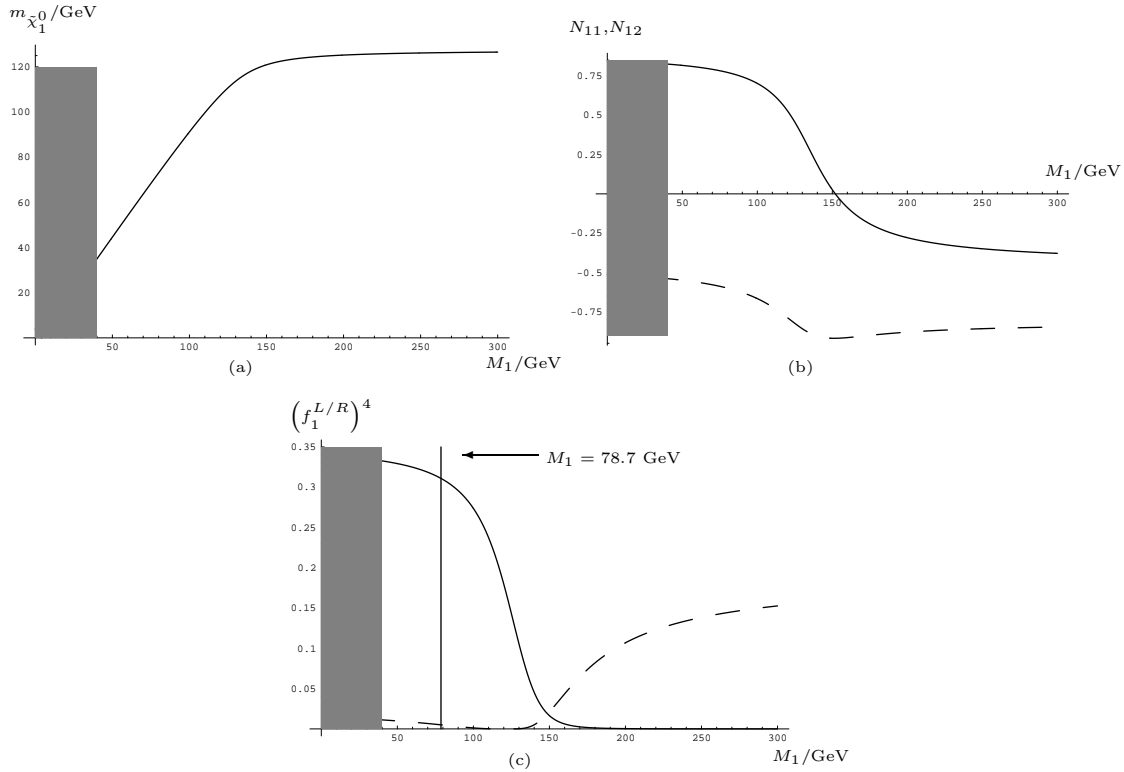 m_{\tilde{χ}_1^0}/GeV
120
100
80
60
40
20
50 100 150 200 250 300
M_1/GeV
(a)
N_{11},N_{12}
0.75
0.5
0.25
-0.25
-0.5
-0.75
M_1/GeV
50 100 150 200 250 300
(b)
(f_1^{L/R})^4
0.35
0.3
0.25
0.2
0.15
0.1
0.05
M_1 = 78.7 GeV
50 100 150 200 250 300
M_1/GeV
(c)